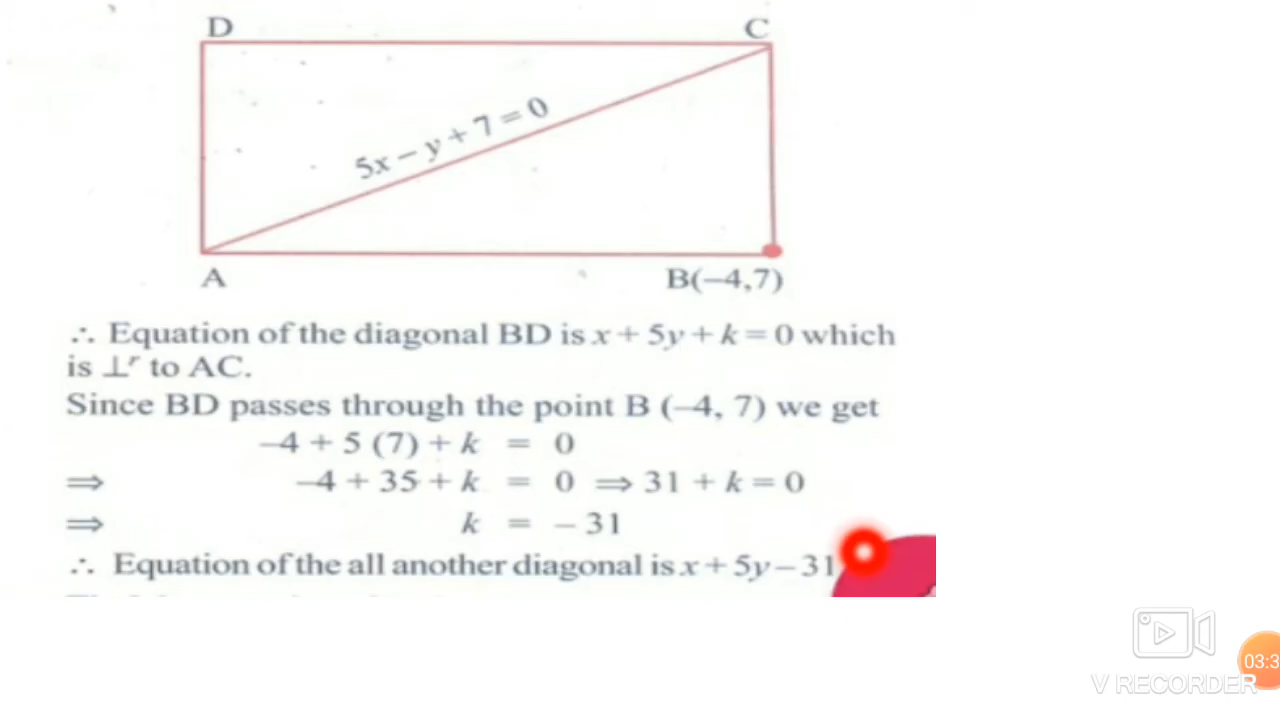 D C
5x – y + 7 = 0
A B(–4,7)
∴ Equation of the diagonal BD is x + 5y + k = 0 which
is ⊥ʳ to AC.
Since BD passes through the point B (–4, 7) we get
–4 + 5 (7) + k = 0
⇒ –4 + 35 + k = 0 ⇒ 31 + k = 0
⇒ k = – 31
∴ Equation of the all another diagonal is x + 5y – 31
03:3
V RECORDER